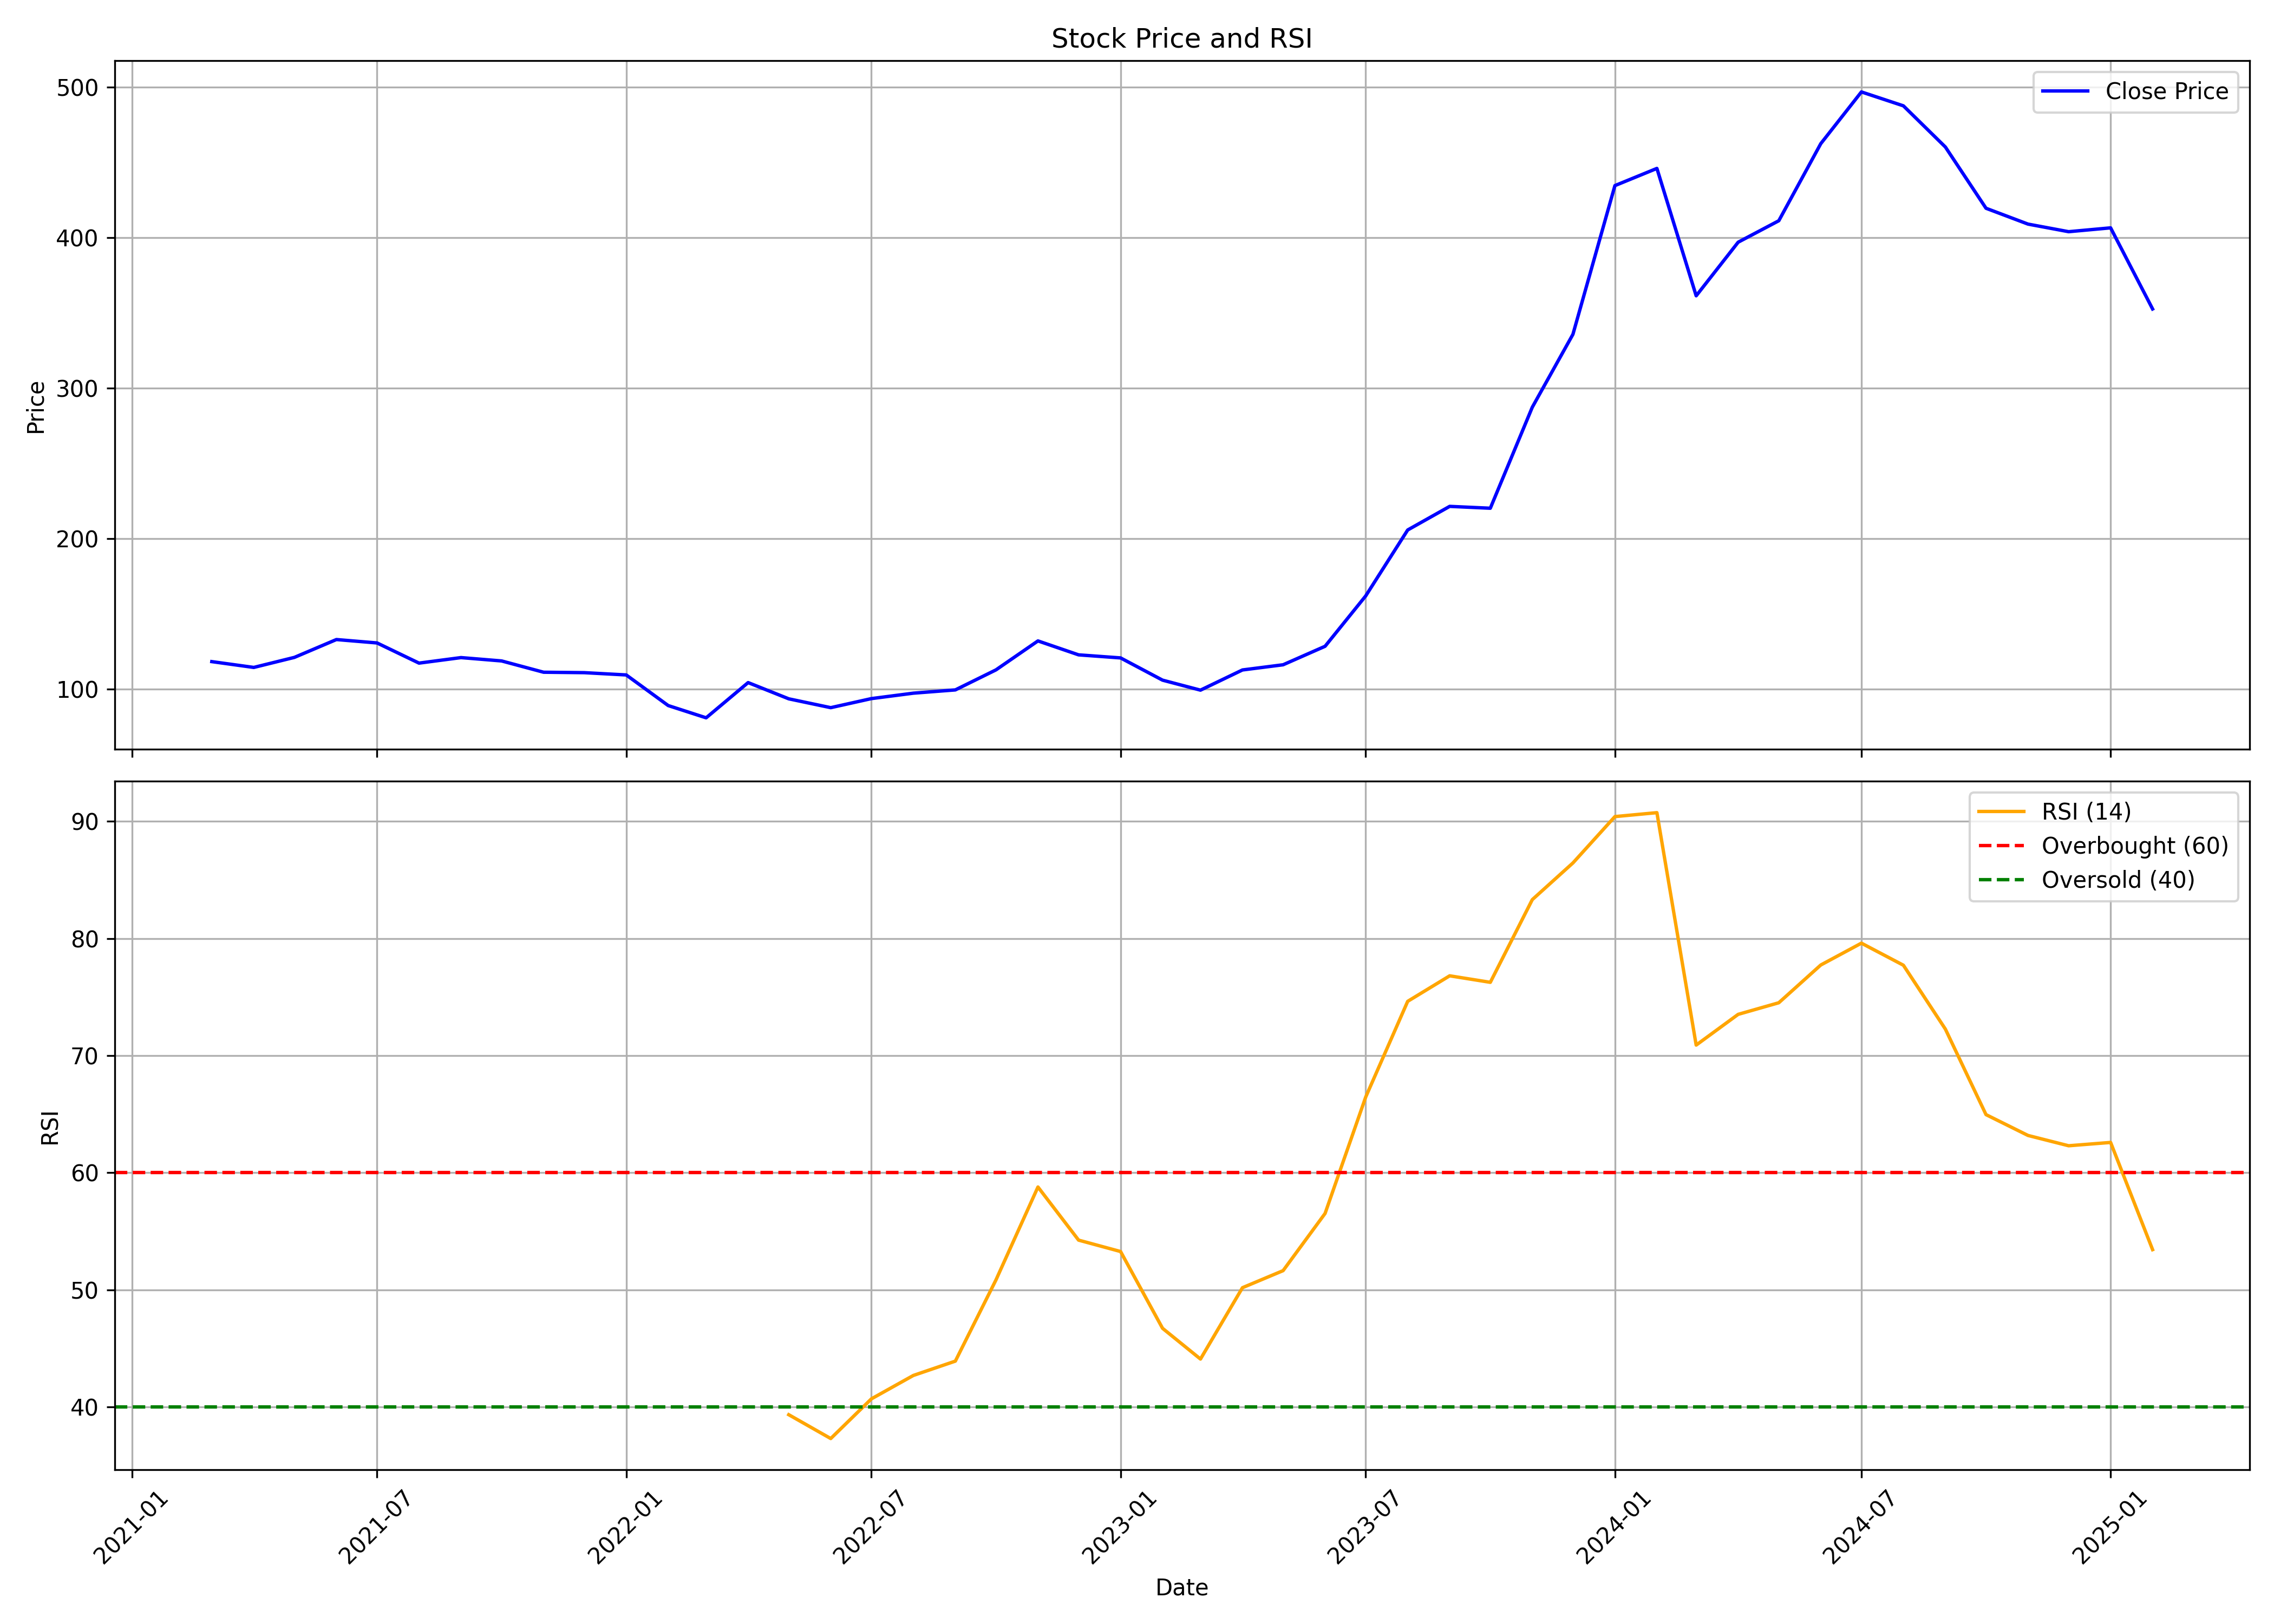 Stock Price and RSI
Close Price
500
400
300
200
100
Price
RSI (14)
Overbought (60)
Oversold (40)
90
80
70
60
50
40
RSI
2021-01
2021-07
2022-01
2022-07
2023-01
2023-07
2024-01
2024-07
2025-01
Date